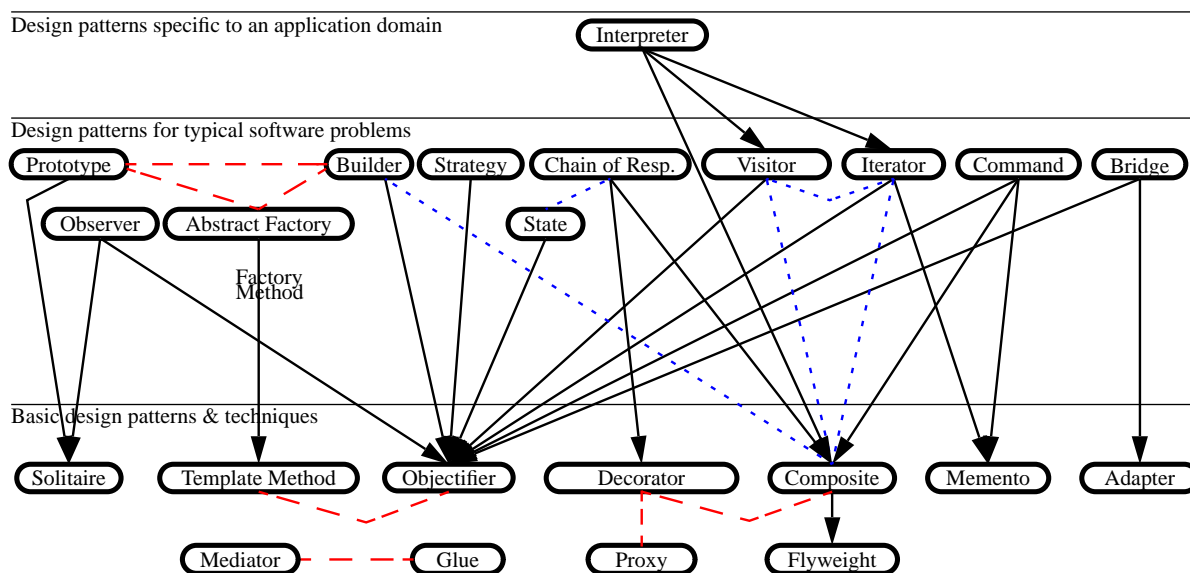 Design patterns specific to an application domain
Interpreter
Design patterns for typical software problems
Prototype
Builder
Strategy
Chain of Resp.
Visitor
Iterator
Command
Bridge
Observer
Abstract Factory
State
Factory
Method
Basic design patterns & techniques
Solitaire
Template Method
Objectifier
Decorator
Composite
Memento
Adapter
Mediator
Glue
Proxy
Flyweight